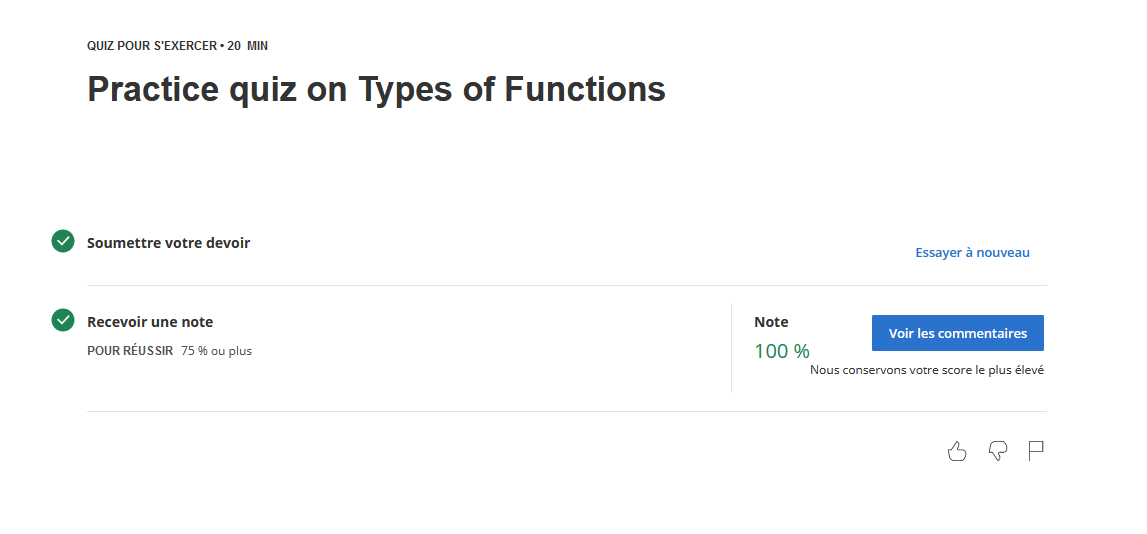 QUIZ POUR S'EXERCER • 20 MIN
Practice quiz on Types of Functions
Soumettre votre devoir
Essayer à nouveau
Recevoir une note
POUR RÉUSSIR 75 % ou plus
Note
100 %
Voir les commentaires
Nous conservons votre score le plus élevé